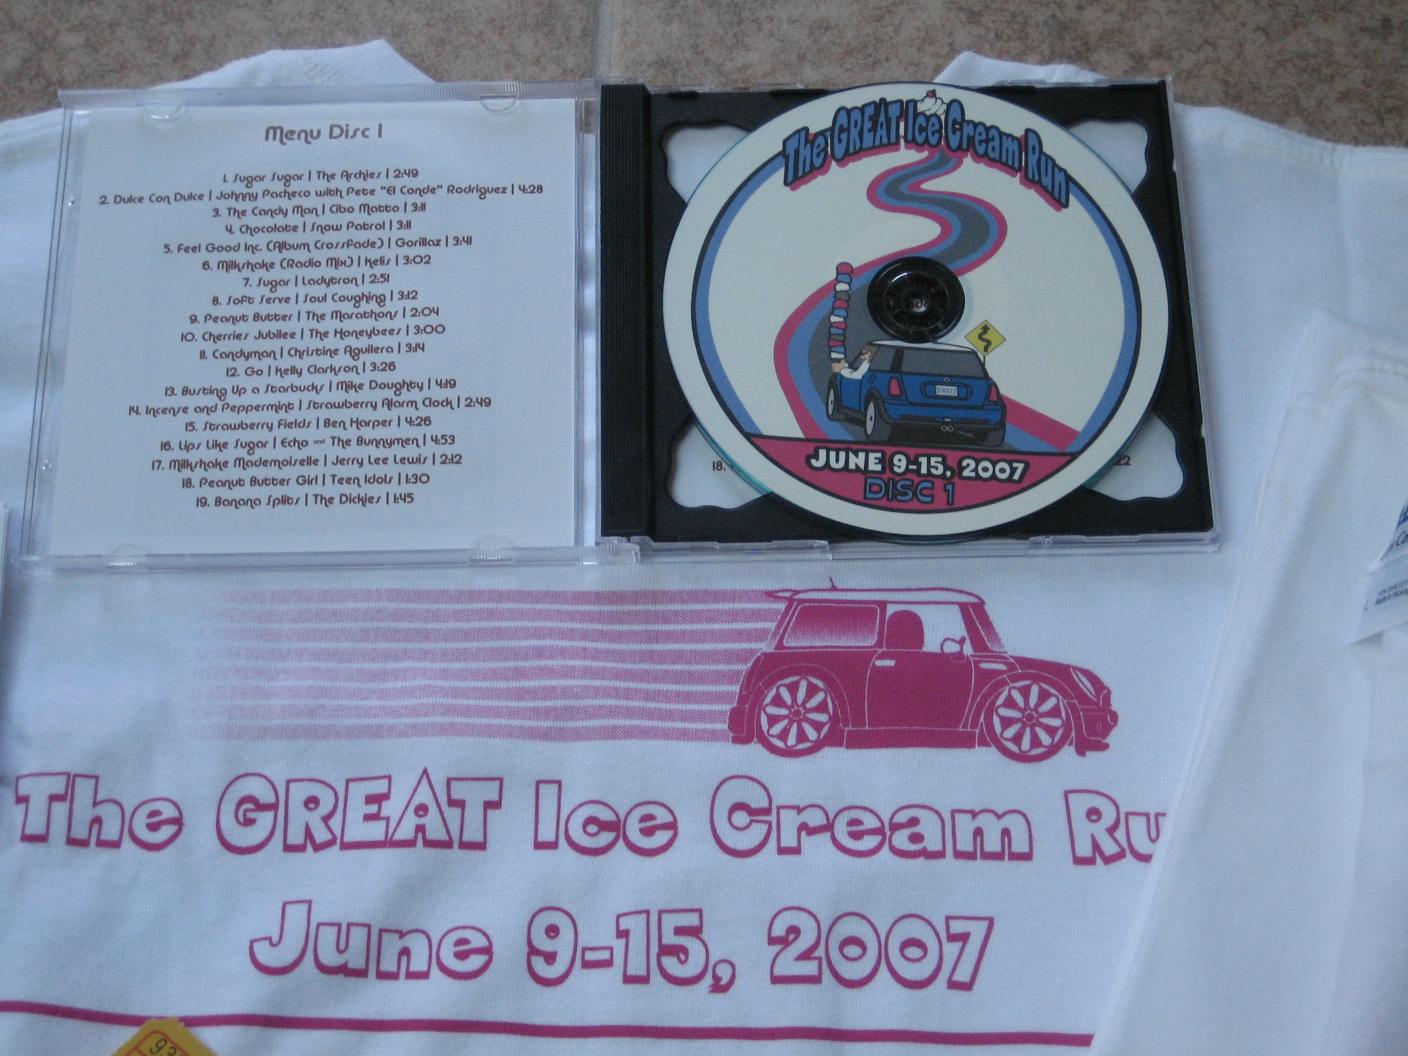 Menu Disc 1
1. Sugar Sugar | The Archies | 2:49
2. Dulce Con Dulce | Johnny Pacheco with Pete "El Conde" Rodriguez | 4:28
3. The Candy Man | Cibo Matto | 3:11
4. Chocolate | Snow Patrol | 3:11
5. Feel Good Inc. (Album Crossfade) | Gorillaz | 3:41
6. Milkshake (Radio Mix) | Kelis | 3:02
7. Sugar | Ladytron | 2:51
8. Soft Serve | Soul Coughing | 3:12
9. Peanut Butter | The Marathons | 2:04
10. Cherries Jubilee | The Honeybees | 3:00
11. Candyman | Christine Aguilera | 3:14
12. Go | Kelly Clarkson | 3:26
13. Busting Up a Starbucks | Mike Doughty | 4:19
14. Incense and Peppermint | Strawberry Alarm Clock | 2:49
15. Strawberry Fields | Ben Harper | 4:26
16. Lips Like Sugar | Echo and The Bunnymen | 4:53
17. Milkshake Mademoiselle | Jerry Lee Lewis | 2:12
18. Peanut Butter Girl | Teen Idols | 1:30
19. Banana Splits | The Dickies | 1:45
The GREAT Ice Cream Run
SWEET
18.
22
JUNE 9-15, 2007
DISC 1
The GREAT Ice Cream Ru
June 9-15, 2007